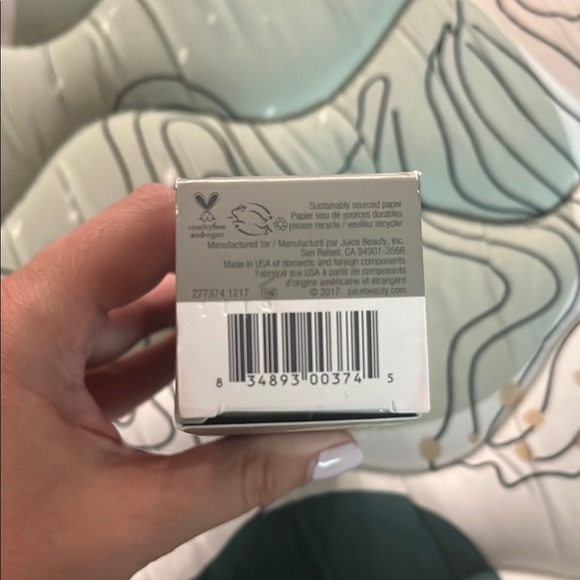 crueltyfree
andvegan
Sustainably sourced paper
Papier issu de sources durables
please recycle / veuillez recycler
Manufactured for / Manufacturé par Juice Beauty, Inc.
San Rafael, CA 94901-3566
Made in USA of domestic and foreign components
Fabriqué aux USA à partir de composants
d'origine américaine et étrangère
277374 1217
© 2017 juicebeauty.com
8 34893 00374 5